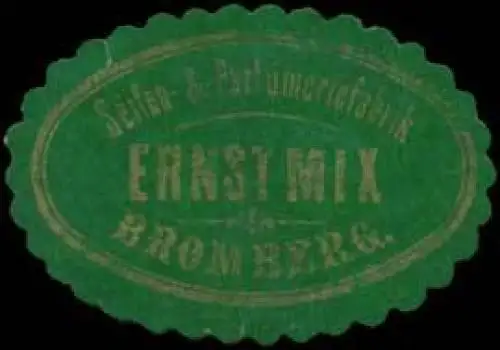 Seifen- & Parfumeriefabrik
ERNST MIX
BROMBERG.